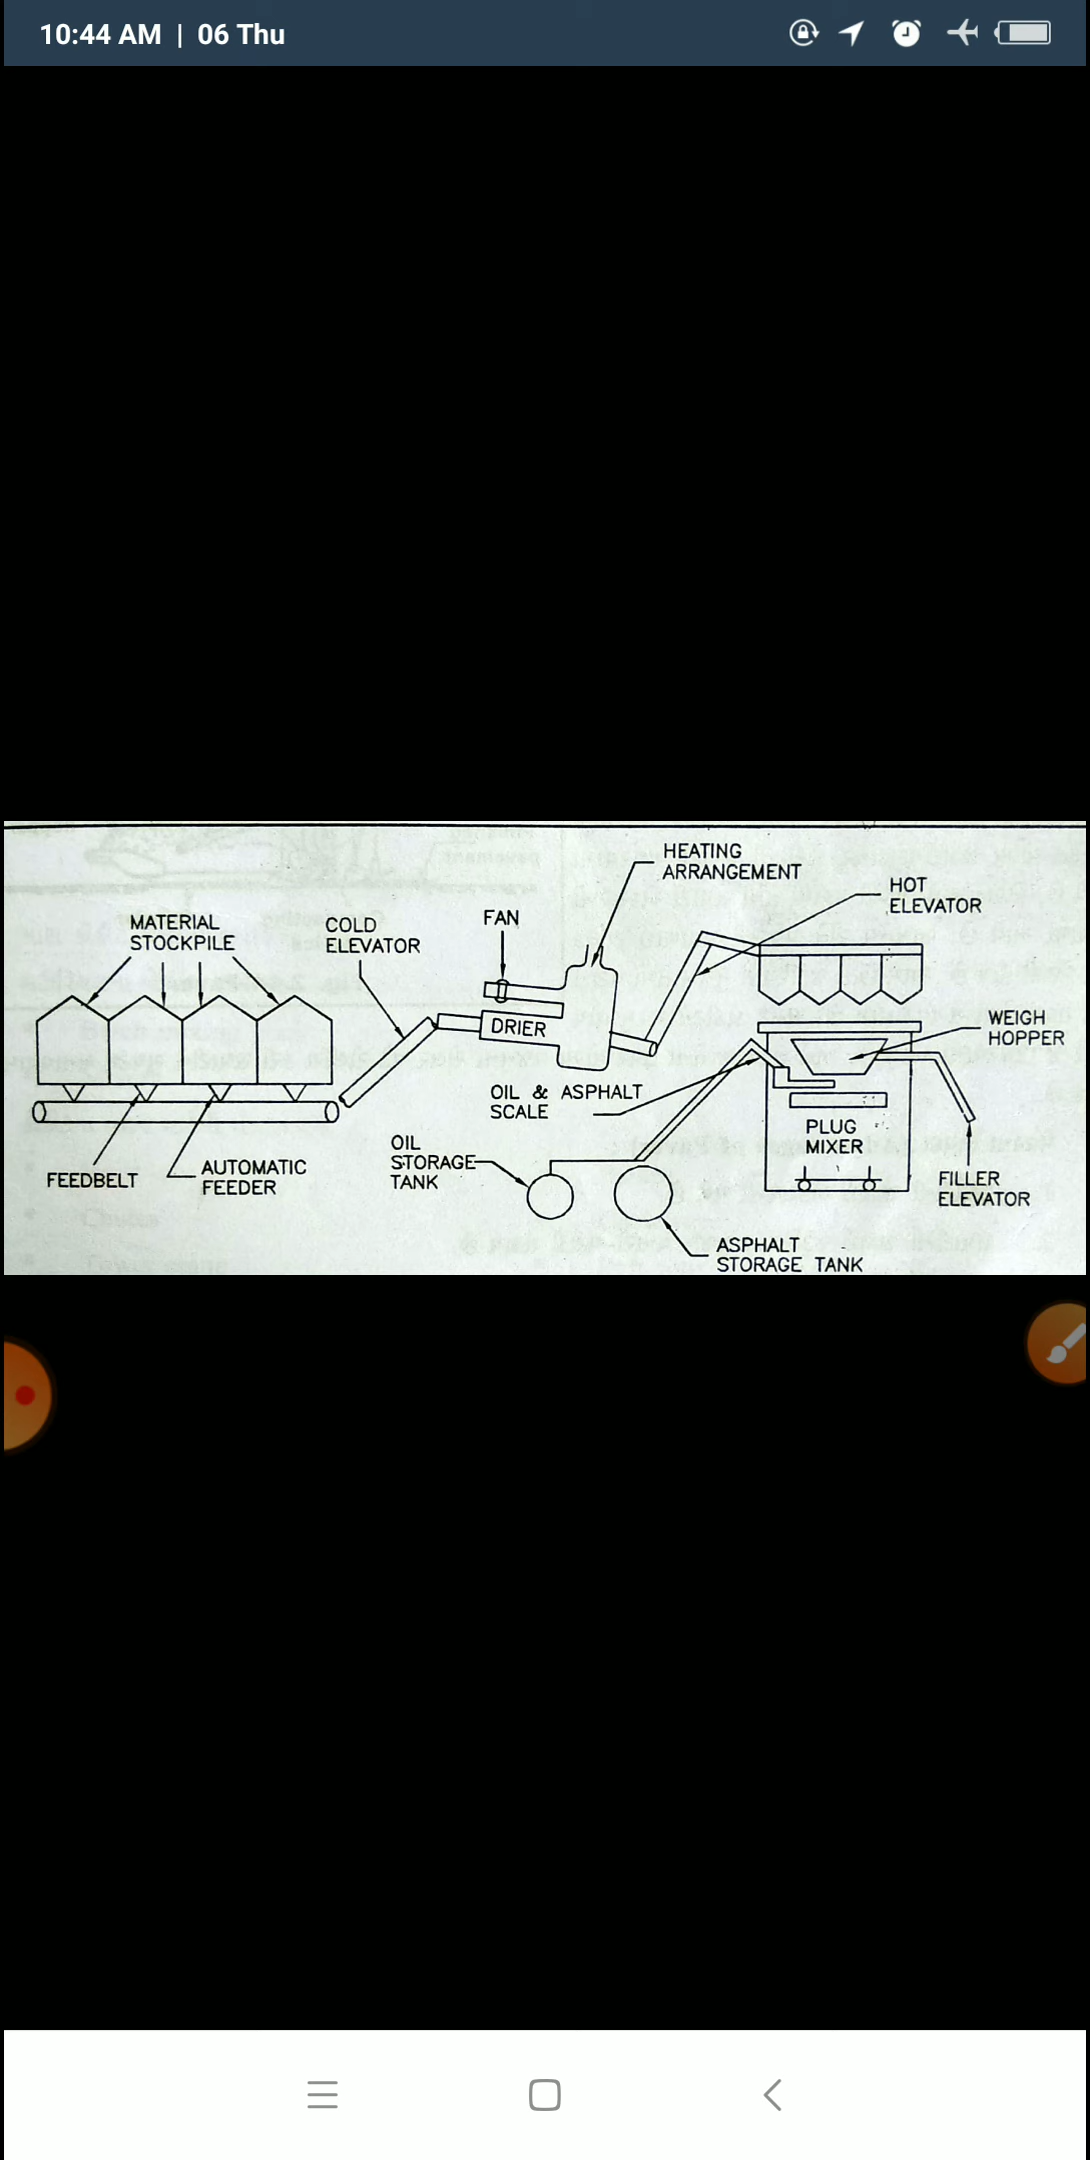 10:44 AM | 06 Thu
HEATING
ARRANGEMENT
HOT
ELEVATOR
MATERIAL
STOCKPILE
COLD
ELEVATOR
FAN
DRIER
WEIGH
HOPPER
OIL & ASPHALT
SCALE
PLUG
MIXER
OIL
STORAGE
TANK
FEEDBELT
AUTOMATIC
FEEDER
FILLER
ELEVATOR
ASPHALT
STORAGE TANK